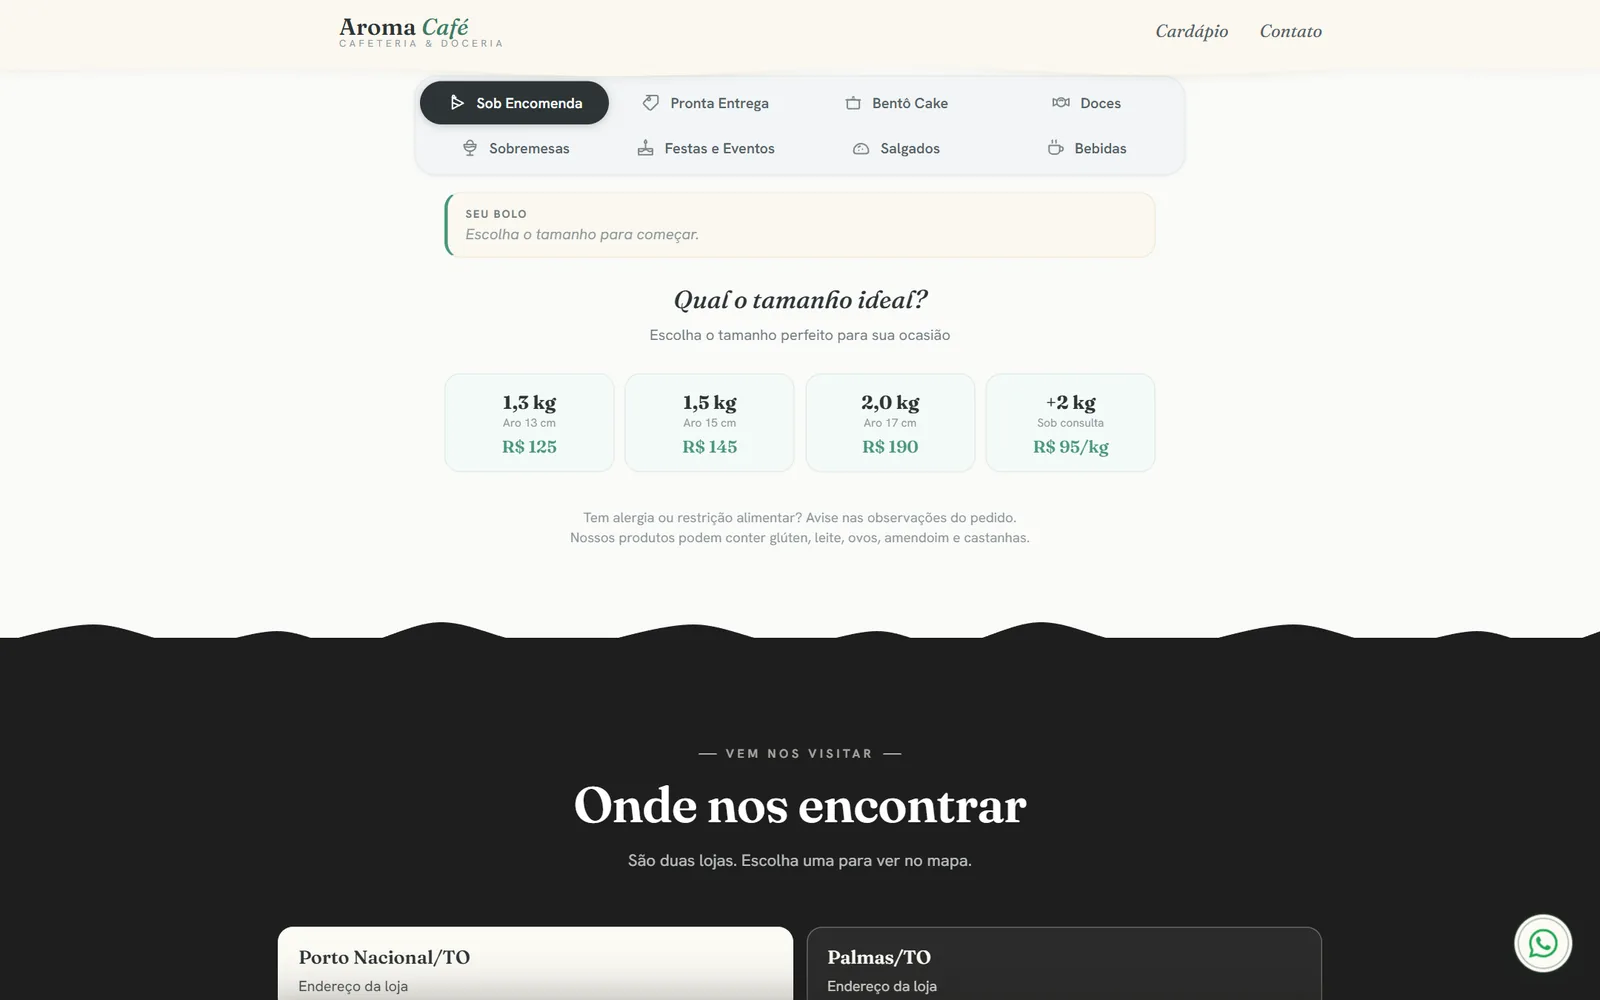 Aroma Café
CAFETERIA & DOCERIA
Cardápio
Contato
Sob Encomenda
Pronta Entrega
Bentô Cake
Doces
Sobremesas
Festas e Eventos
Salgados
Bebidas
SEU BOLO
Escolha o tamanho para começar.
Qual o tamanho ideal?
Escolha o tamanho perfeito para sua ocasião
1,3 kg
Aro 13 cm
R$ 125
1,5 kg
Aro 15 cm
R$ 145
2,0 kg
Aro 17 cm
R$ 190
+2 kg
Sob consulta
R$ 95/kg
Tem alergia ou restrição alimentar? Avise nas observações do pedido.
Nossos produtos podem conter glúten, leite, ovos, amendoim e castanhas.
— VEM NOS VISITAR —
Onde nos encontrar
São duas lojas. Escolha uma para ver no mapa.
Porto Nacional/TO
Endereço da loja
Palmas/TO
Endereço da loja